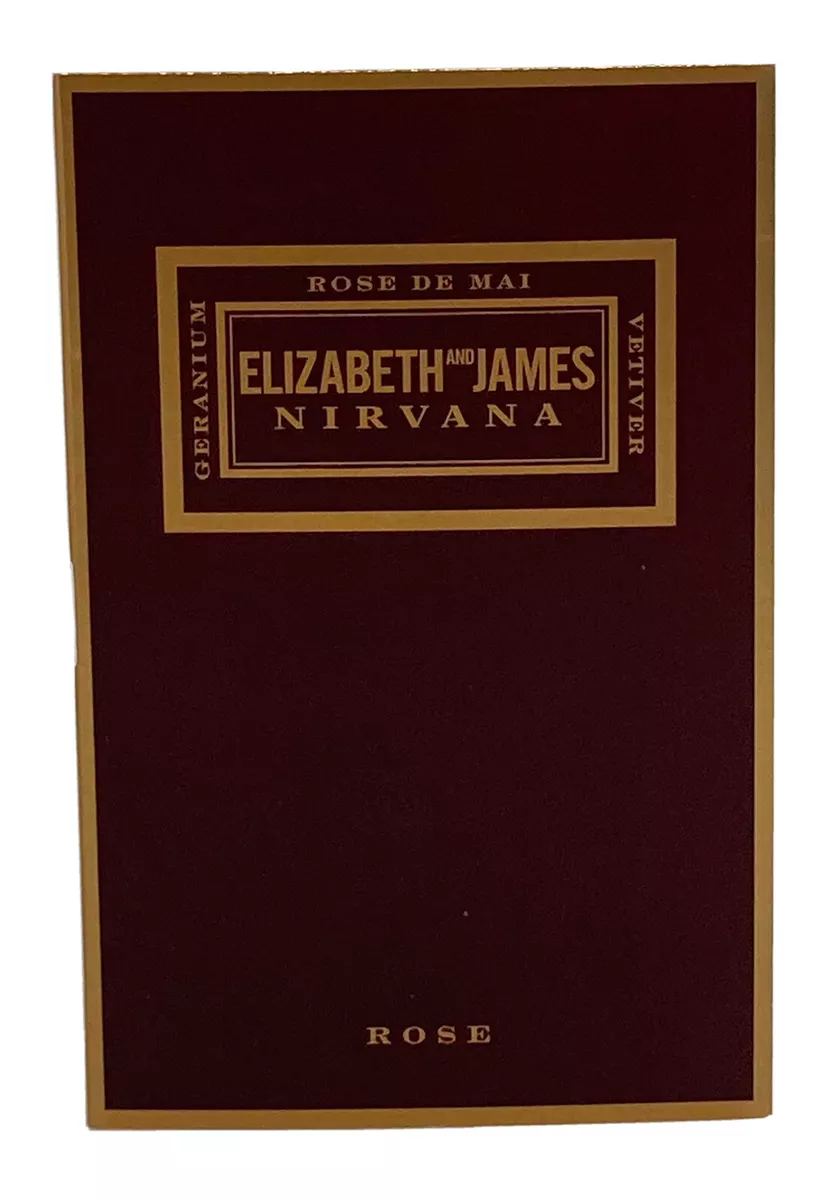 ROSE DE MAI
GERANIUM
VETIVER
ELIZABETH AND JAMES
NIRVANA
ROSE